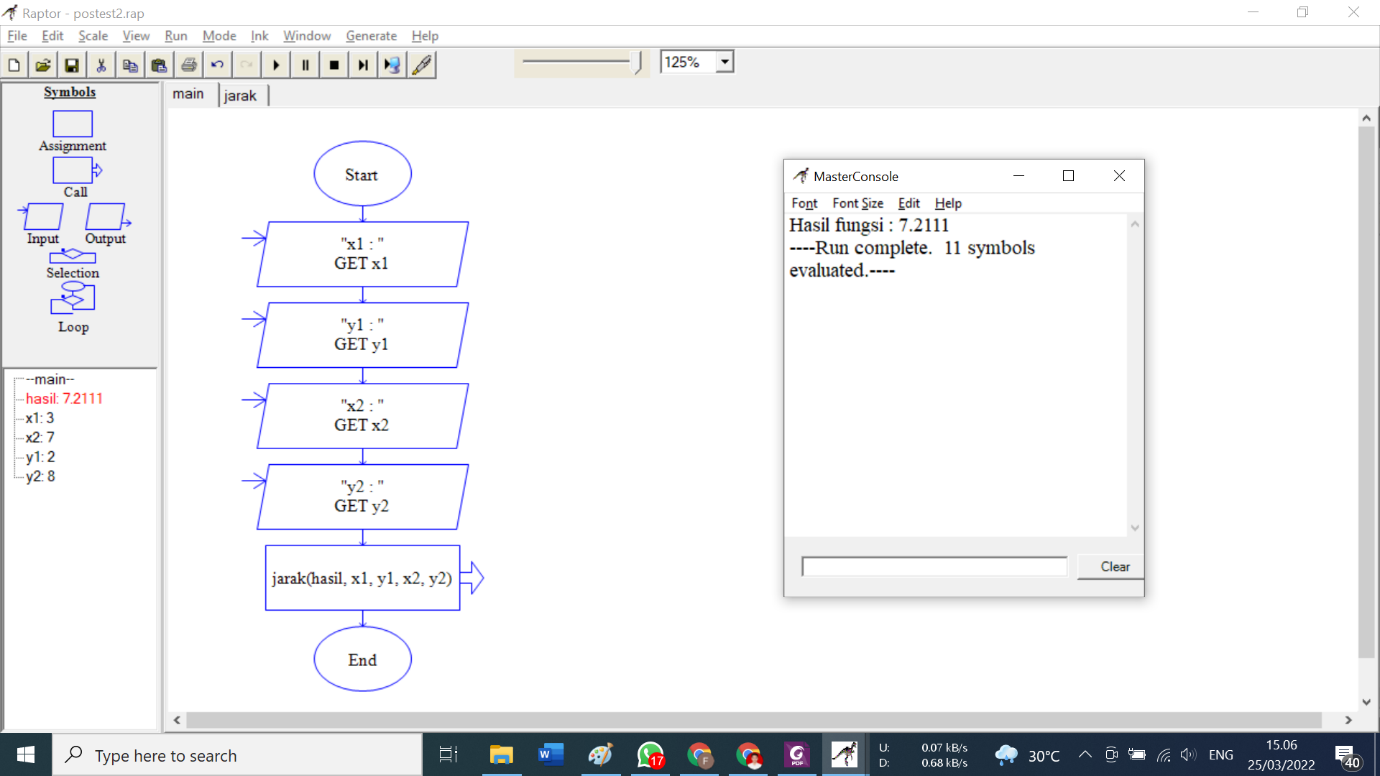 Raptor - postest2.rap
File Edit Scale View Run Mode Ink Window Generate Help
125%
Symbols
Assignment
Call
Input Output
Selection
Loop
--main--
hasil: 7.2111
x1: 3
x2: 7
y1: 2
y2: 8
main jarak
Start
"x1 : "
GET x1
"y1 : "
GET y1
"x2 : "
GET x2
"y2 : "
GET y2
jarak(hasil, x1, y1, x2, y2)
End
MasterConsole
Font Font Size Edit Help
Hasil fungsi : 7.2111
----Run complete. 11 symbols
evaluated.----
Clear
Type here to search
W
17
F
PDF
U: 0.07 kB/s
D: 0.68 kB/s
30°C
ENG
15.06
25/03/2022
40